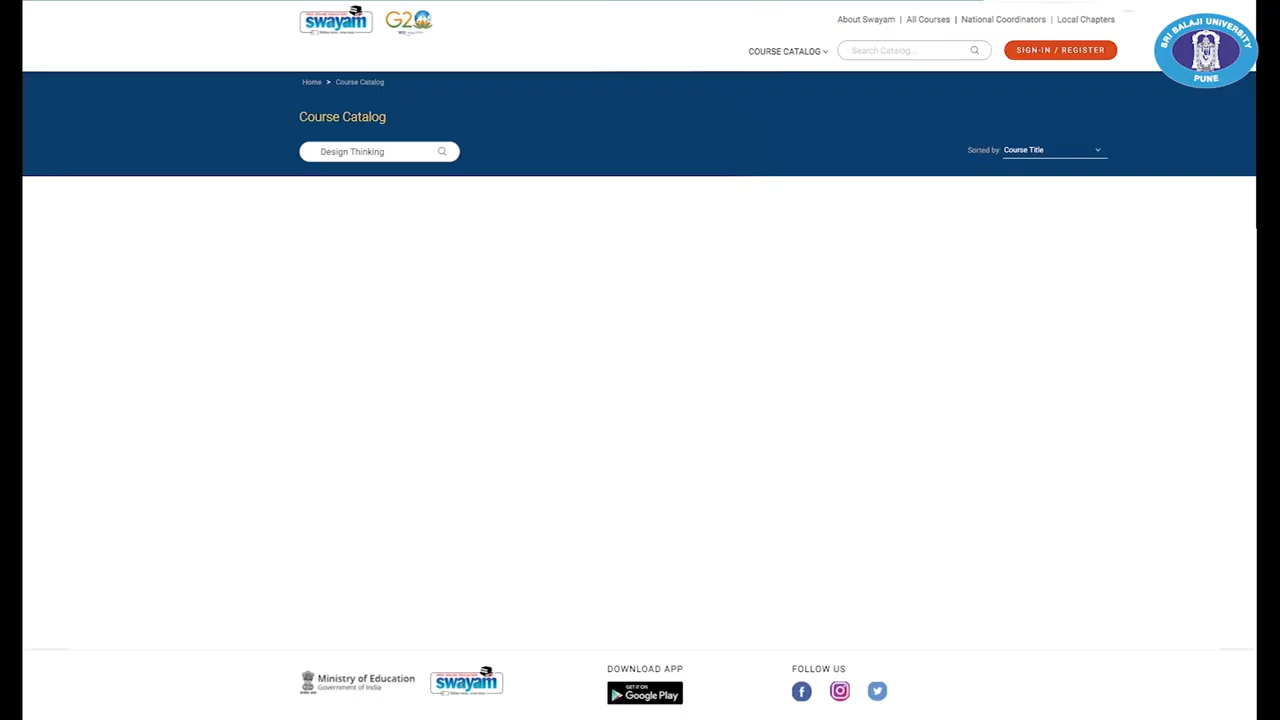 swayam
G20
About Swayam | All Courses | National Coordinators | Local Chapters
COURSE CATALOG
Search Catalog...
SIGN-IN / REGISTER
SRI BALAJI UNIVERSITY
PUNE
Home > Course Catalog
Course Catalog
Design Thinking
Sorted by: Course Title
Ministry of Education
Government of India
swayam
DOWNLOAD APP
GET IT ON
Google Play
FOLLOW US